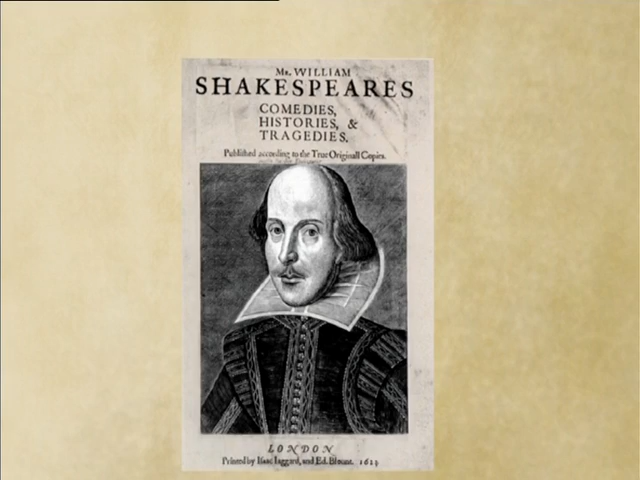 Mr. WILLIAM
SHAKESPEARES
COMEDIES,
HISTORIES, &
TRAGEDIES.
Published according to the True Originall Copies.
LONDON
Printed by Isaac Iaggard, and Ed. Blount. 1623